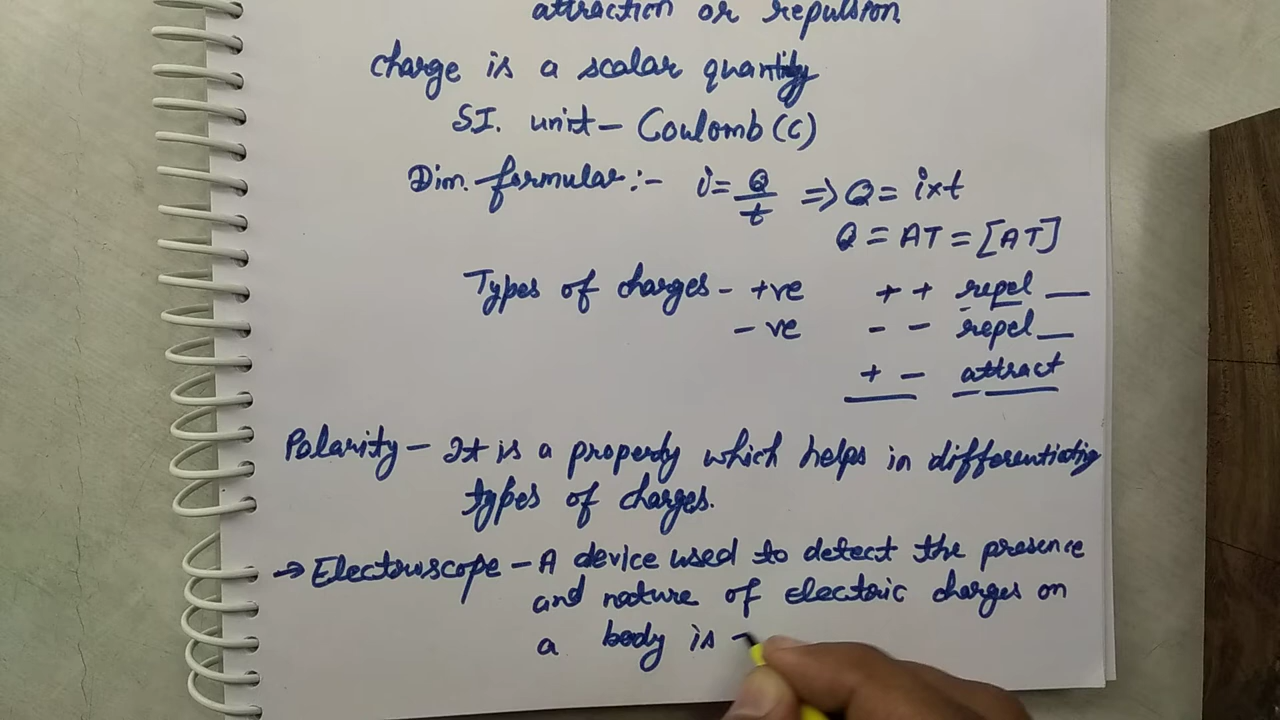 attraction or repulsion
charge is a scalar quantity
S.I. unit - Coulomb (C)
Dim. formular :- i = Q/t => Q = i×t
Q = AT = [AT]
Types of charges - +ve + + repel
- ve - - repel
+ - attract
Polarity - It is a property which helps in differentiating
types of charges.
→ Electroscope - A device used to detect the presence
and nature of electric charges on
a body is